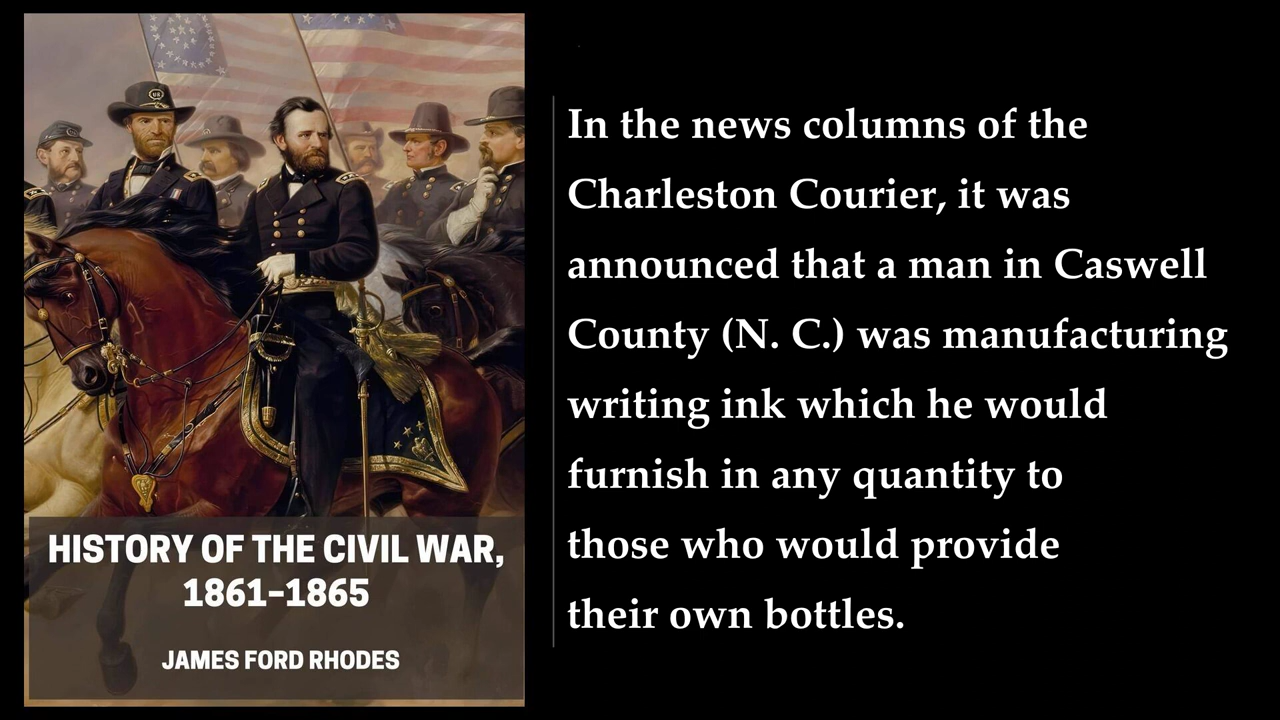 HISTORY OF THE CIVIL WAR,
1861–1865
JAMES FORD RHODES
In the news columns of the
Charleston Courier, it was
announced that a man in Caswell
County (N. C.) was manufacturing
writing ink which he would
furnish in any quantity to
those who would provide
their own bottles.